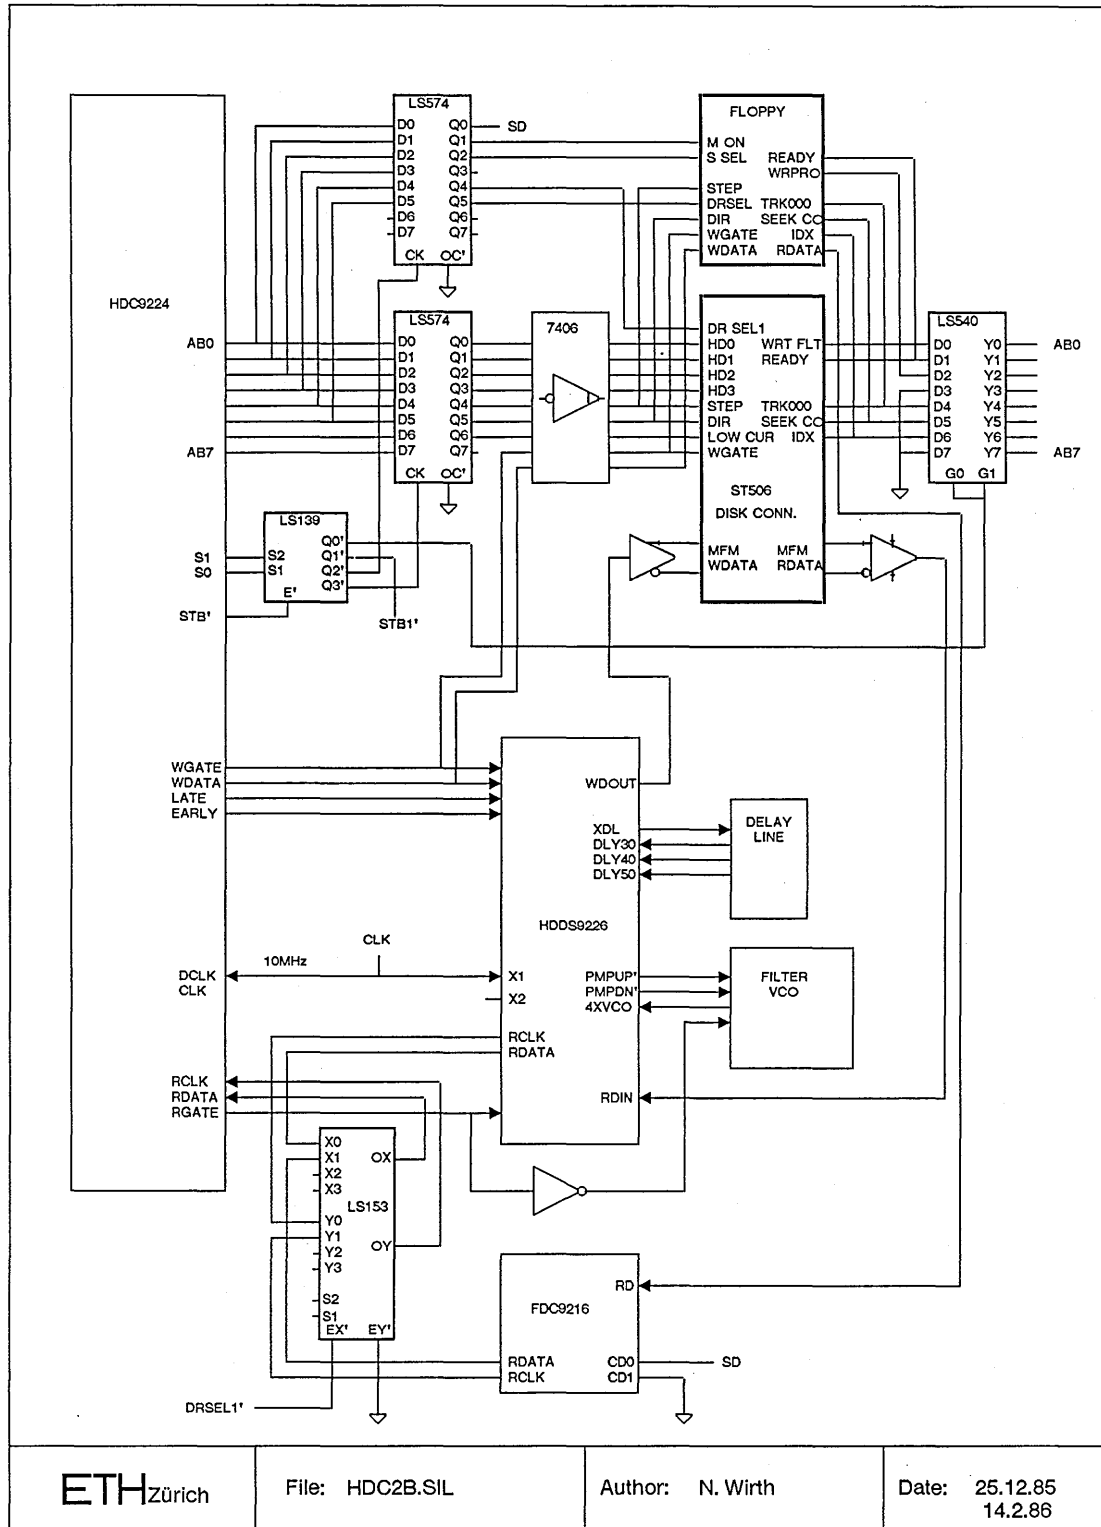 LS574
D0 Q0 SD
D1 Q1
D2 Q2
D3 Q3
D4 Q4
D5 Q5
D6 Q6
D7 Q7
CK OC'
FLOPPY
M ON
S SEL READY
WRPRO
STEP
DRSEL TRK000
DIR SEEK CO
WGATE IDX
WDATA RDATA
HDC9224
AB0
AB7
LS574
D0 Q0
D1 Q1
D2 Q2
D3 Q3
D4 Q4
D5 Q5
D6 Q6
D7 Q7
CK OC'
7406
DR SEL1
HD0 WRT FLT
HD1 READY
HD2
HD3
STEP TRK000
DIR SEEK CO
LOW CUR IDX
WGATE
ST506
DISK CONN.
MFM MFM
WDATA RDATA
LS540
D0 Y0 AB0
D1 Y1
D2 Y2
D3 Y3
D4 Y4
D5 Y5
D6 Y6
D7 Y7 AB7
G0 G1
LS139
Q0'
S1 S2 Q1'
S0 S1 Q2'
Q3'
E'
STB'
STB1'
WGATE
WDATA
LATE
EARLY
WDOUT
XDL
DLY30
DLY40
DLY50
DELAY
LINE
HDDS9226
CLK
10MHz
DCLK
CLK
X1
X2
PMPUP'
PMPDN'
4XVCO
FILTER
VCO
RCLK
RDATA
RCLK
RDATA
RGATE
RDIN
X0
X1 OX
X2
X3
LS153
Y0
Y1 OY
Y2
Y3
S2
S1
EX' EY'
RD
FDC9216
RDATA CD0 SD
RCLK CD1
DRSEL1'
ETH Zürich
File: HDC2B.SIL
Author: N. Wirth
Date: 25.12.85
14.2.86